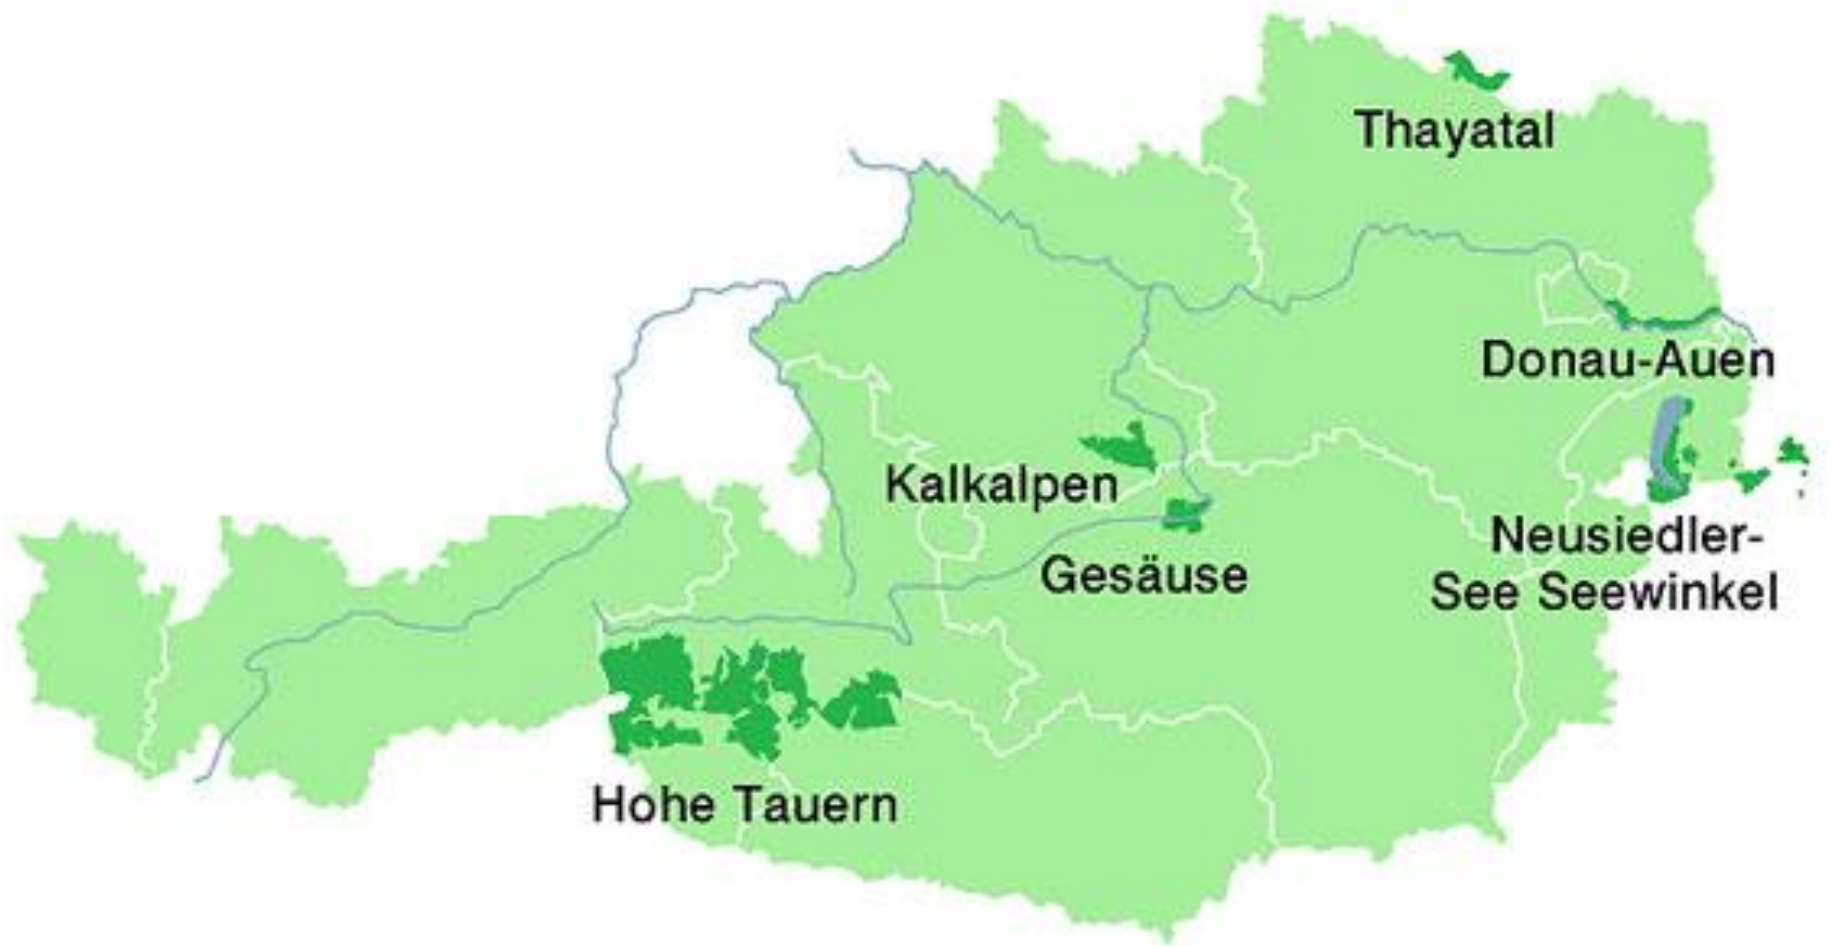 Thayatal
Donau-Auen
Kalkalpen
Neusiedler-
See Seewinkel
Gesäuse
Hohe Tauern